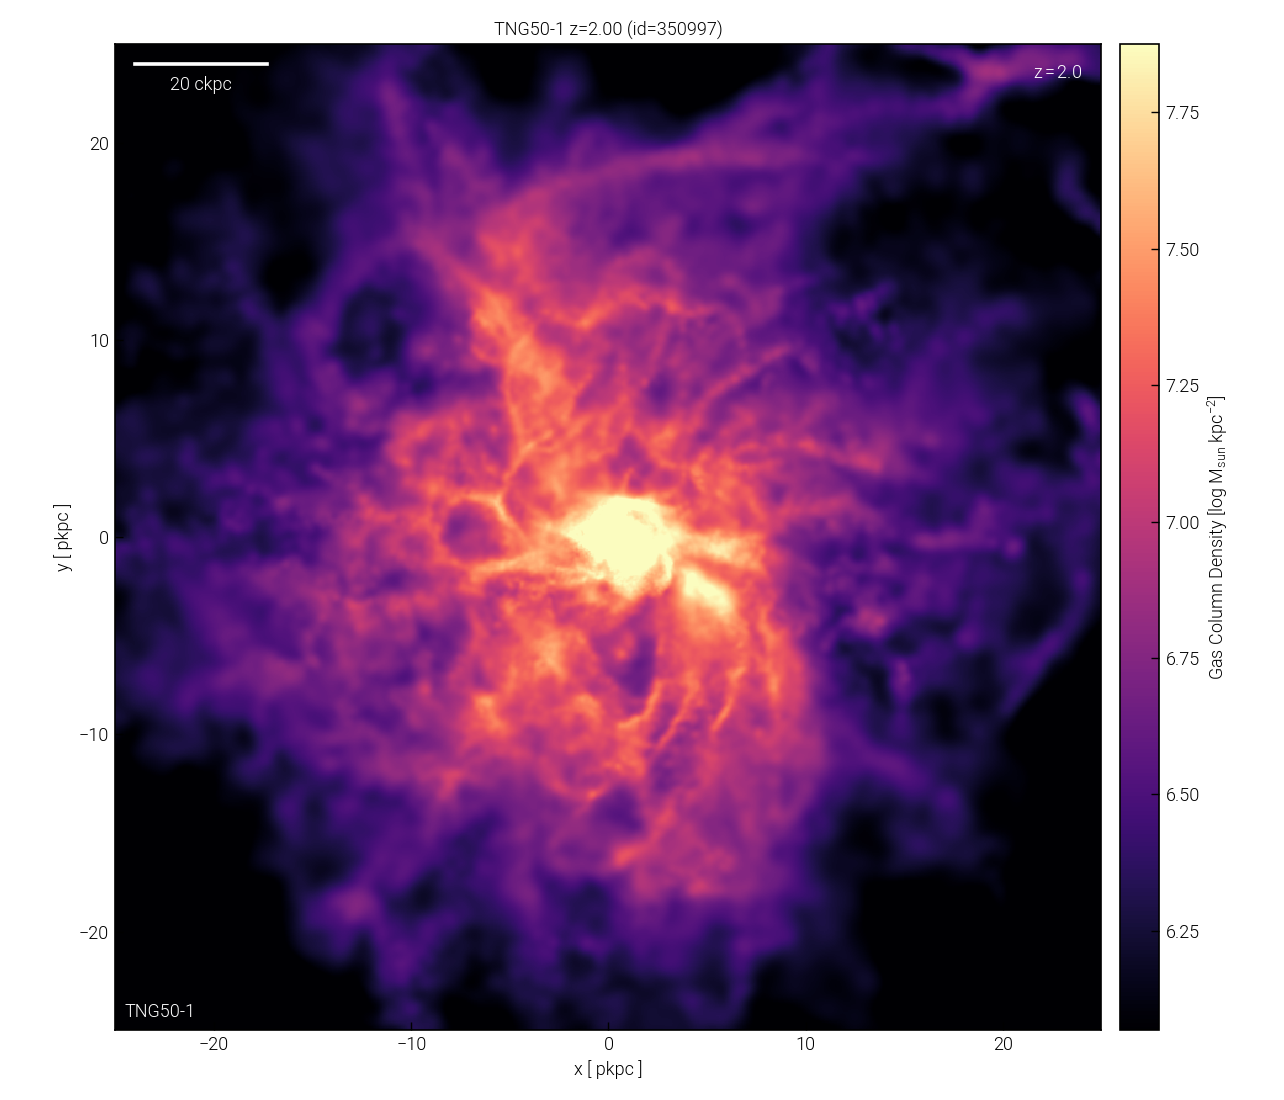 TNG50-1 z=2.00 (id=350997)
20 ckpc
z=2.0
TNG50-1
20
10
0
−10
−20
y [ pkpc ]
−20
−10
0
10
20
x [ pkpc ]
7.75
7.50
7.25
7.00
6.75
6.50
6.25
Gas Column Density [log M_sun kpc⁻²]